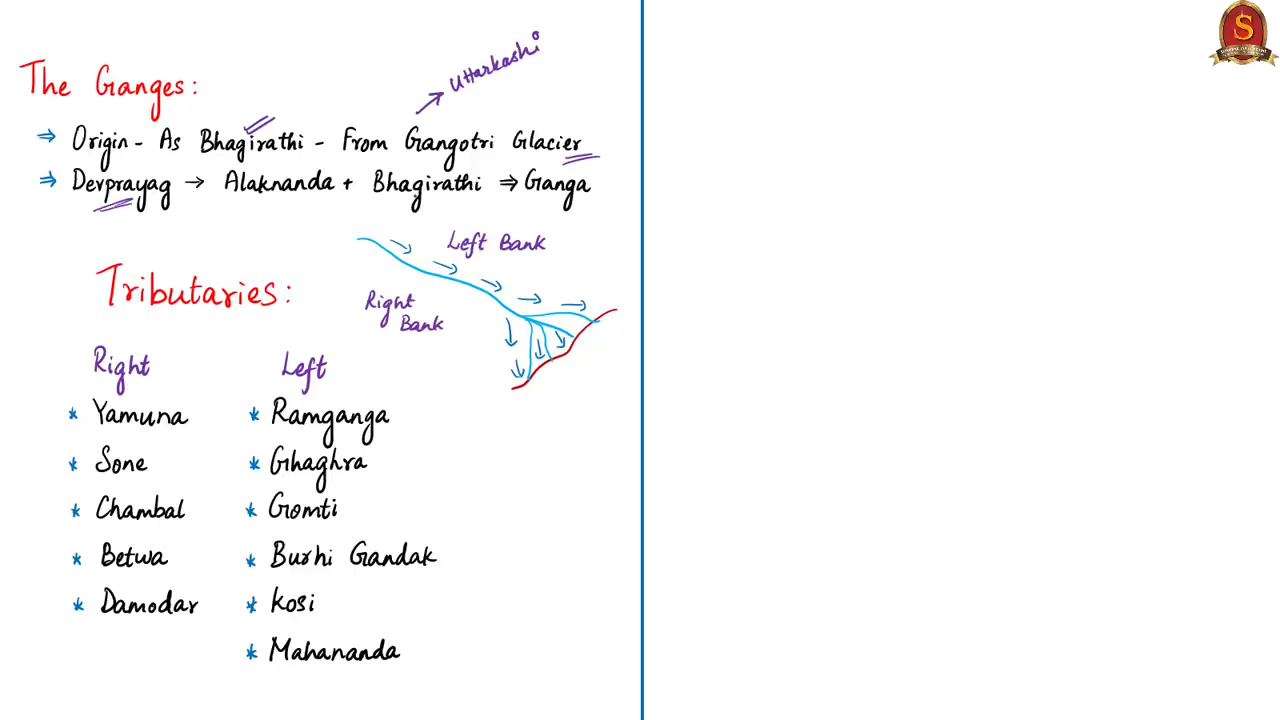 The Ganges:
Uttarkashi
⇒ Origin - As Bhagirathi - From Gangotri Glacier
⇒ Devprayag → Alaknanda + Bhagirathi ⇒ Ganga
Left Bank
Right
Bank
Tributaries:
Right Left
* Yamuna * Ramganga
* Sone * Ghaghra
* Chambal * Gomti
* Betwa * Burhi Gandak
* Damodar * Kosi
* Mahananda
S